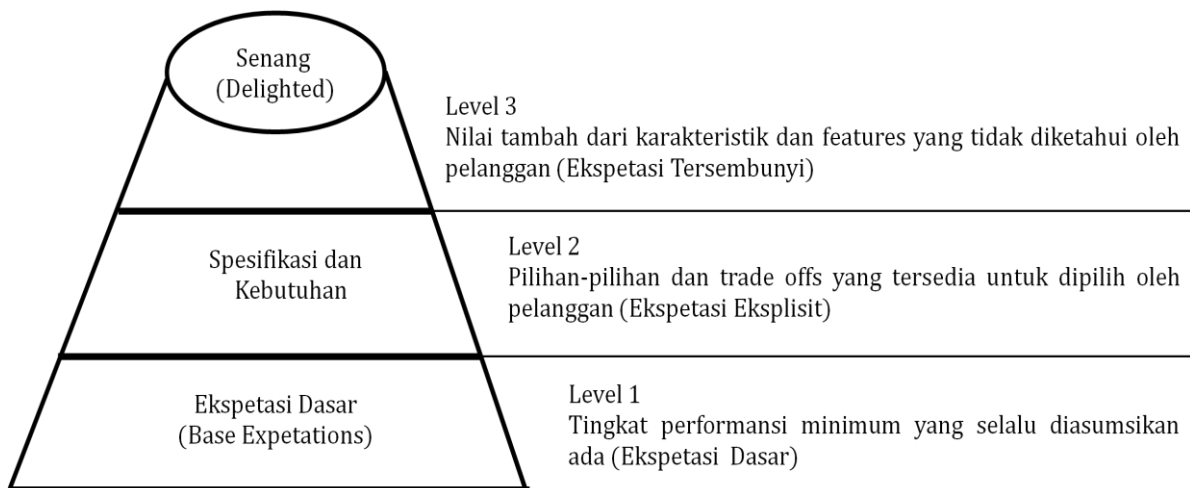 Senang
(Delighted)
Level 3
Nilai tambah dari karakteristik dan features yang tidak diketahui oleh
pelanggan (Ekspetasi Tersembunyi)
Spesifikasi dan
Kebutuhan
Level 2
Pilihan-pilihan dan trade offs yang tersedia untuk dipilih oleh
pelanggan (Ekspetasi Eksplisit)
Ekspetasi Dasar
(Base Expetations)
Level 1
Tingkat performansi minimum yang selalu diasumsikan
ada (Ekspetasi Dasar)